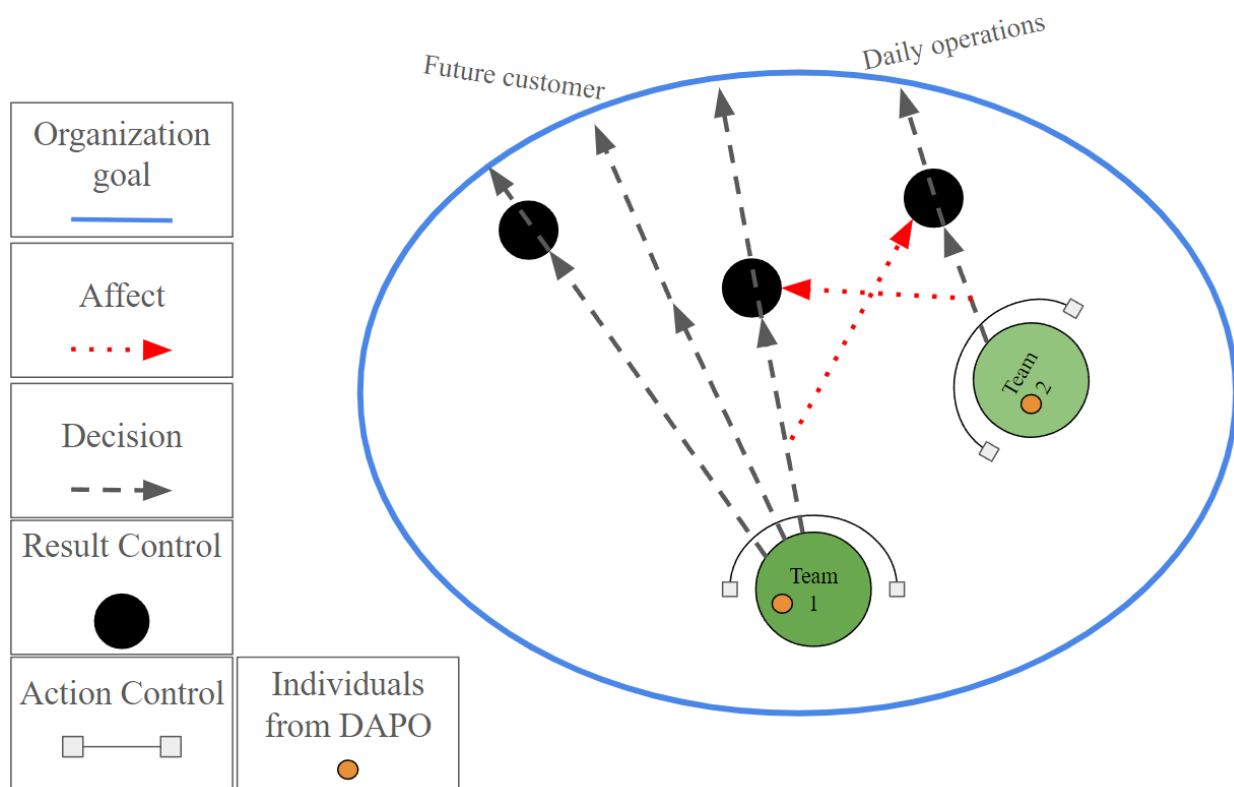 Future customer
Daily operations
Organization
goal
Affect
Decision
Result Control
Action Control
Individuals
from DAPO
Team
1
Team
2